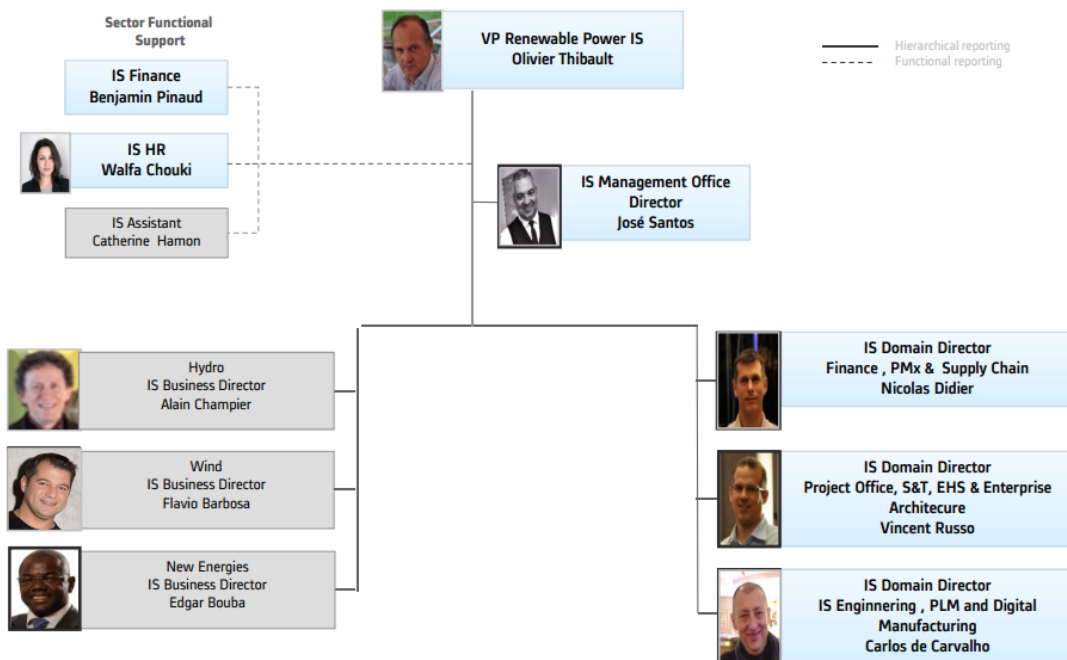 Sector Functional
Support
VP Renewable Power IS
Olivier Thibault
Hierarchical reporting
Functional reporting
IS Finance
Benjamin Pinaud
IS HR
Walfa Chouki
IS Assistant
Catherine Hamon
IS Management Office
Director
José Santos
Hydro
IS Business Director
Alain Champier
Wind
IS Business Director
Flavio Barbosa
New Energies
IS Business Director
Edgar Bouba
IS Domain Director
Finance , PMx & Supply Chain
Nicolas Didier
IS Domain Director
Project Office, S&T, EHS & Enterprise
Architecure
Vincent Russo
IS Domain Director
IS Enginnering , PLM and Digital
Manufacturing
Carlos de Carvalho